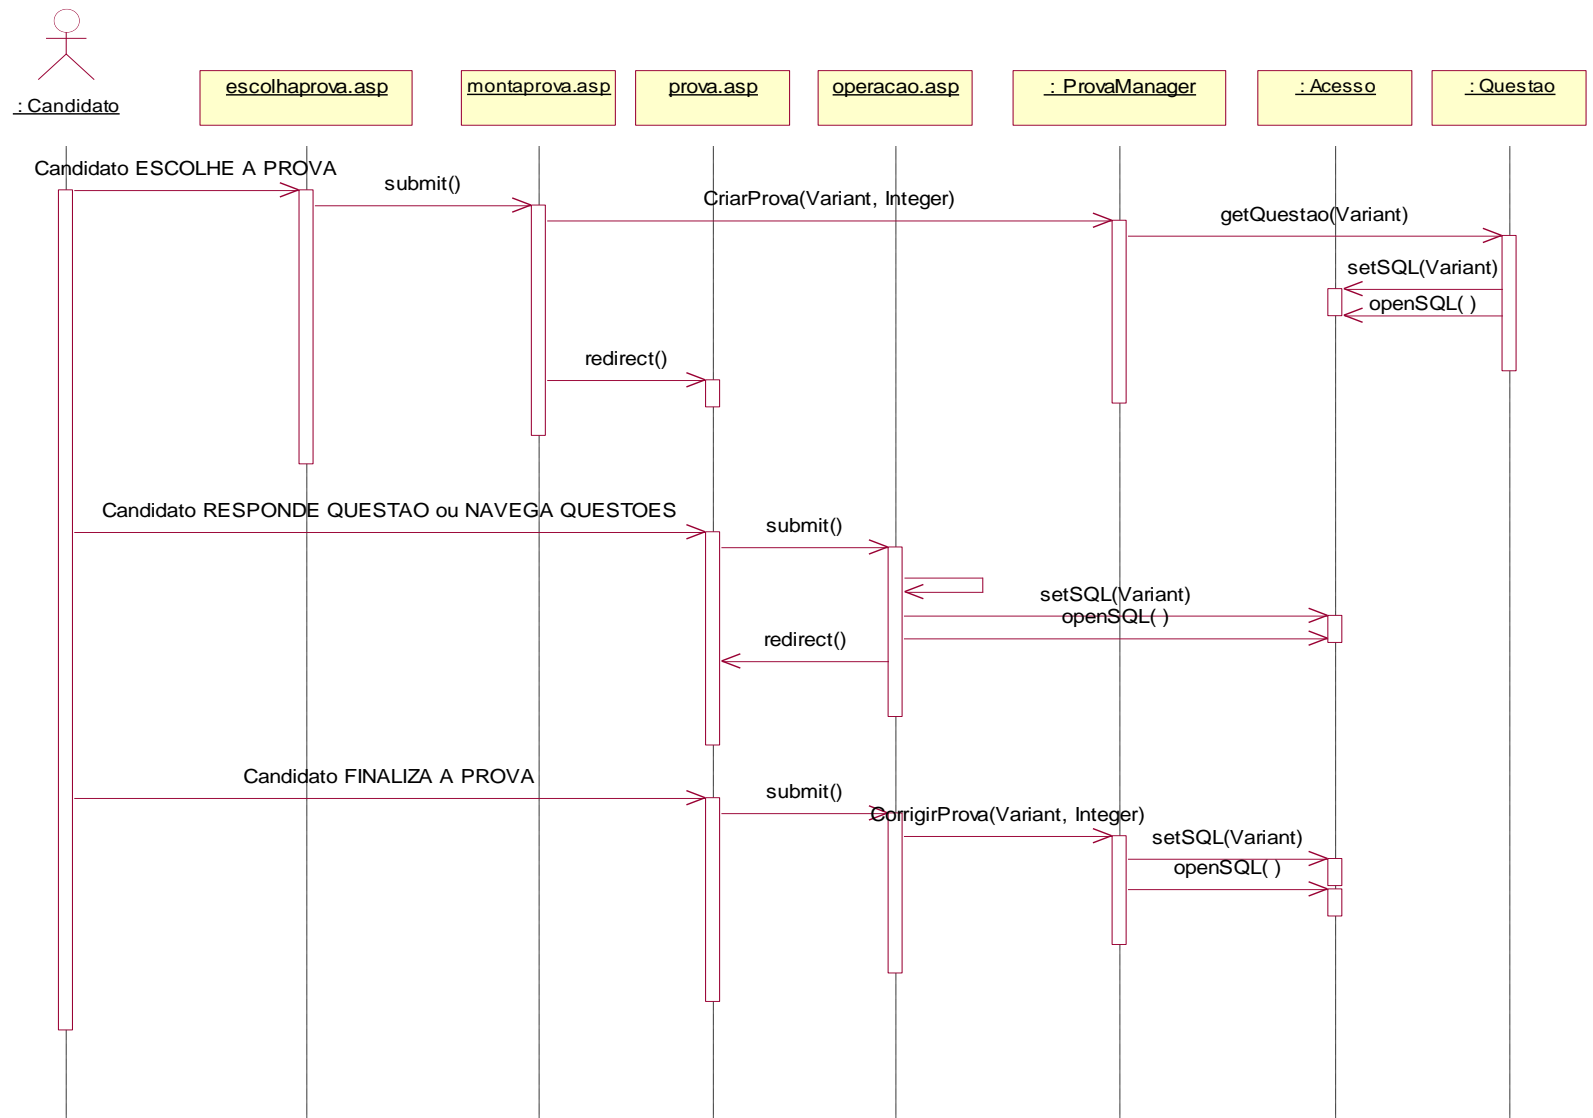 : Candidato
escolhaprova.asp
montaprova.asp
prova.asp
operacao.asp
: ProvaManager
: Acesso
: Questao
Candidato ESCOLHE A PROVA
submit()
CriarProva(Variant, Integer)
getQuestao(Variant)
setSQL(Variant)
openSQL( )
redirect()
Candidato RESPONDE QUESTAO ou NAVEGA QUESTOES
submit()
setSQL(Variant)
openSQL( )
redirect()
Candidato FINALIZA A PROVA
submit()
CorrigirProva(Variant, Integer)
setSQL(Variant)
openSQL( )